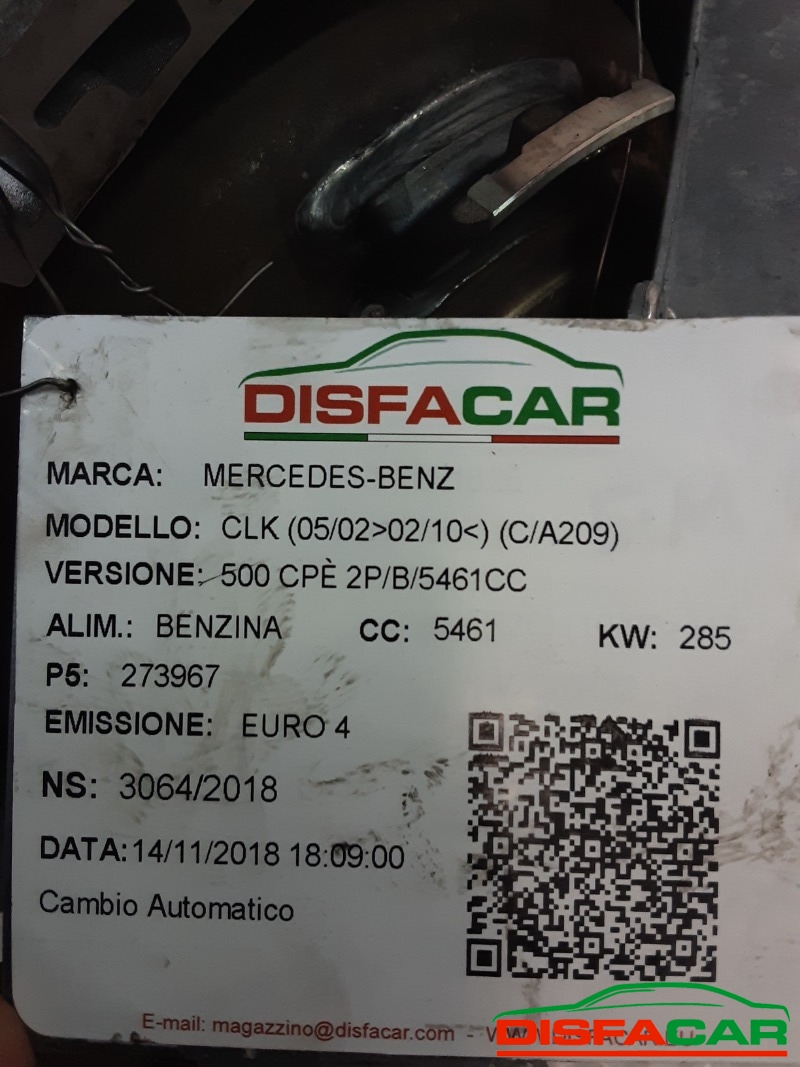 DISFACAR
MARCA: MERCEDES-BENZ
MODELLO: CLK (05/02>02/10<) (C/A209)
VERSIONE: 500 CPÈ 2P/B/5461CC
ALIM.: BENZINA CC: 5461 KW: 285
P5: 273967
EMISSIONE: EURO 4
NS: 3064/2018
DATA: 14/11/2018 18:09:00
Cambio Automatico
E-mail: magazzino@disfacar.com -
DISFACAR